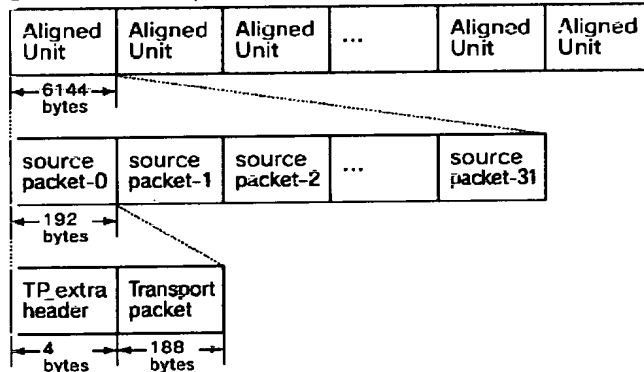 Aligned Unit
Aligned Unit
Aligned Unit
...
Aligned Unit
Aligned Unit
6144 bytes
source packet-0
source packet-1
source packet-2
...
source packet-31
192 bytes
TP_extra header
Transport packet
4 bytes
188 bytes